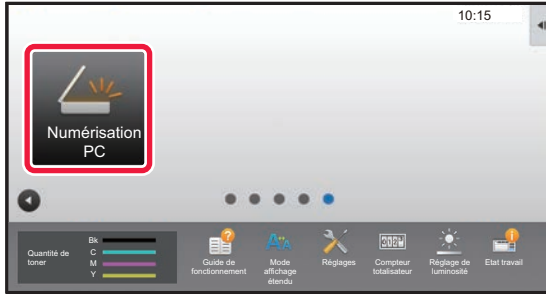 10:15
Numérisation
PC
Quantité de
toner
Bk
C
M
Y
Guide de
fonctionnement
Mode
affichage
étendu
Réglages
Compteur
totalisateur
Réglage de
luminosité
Etat travail